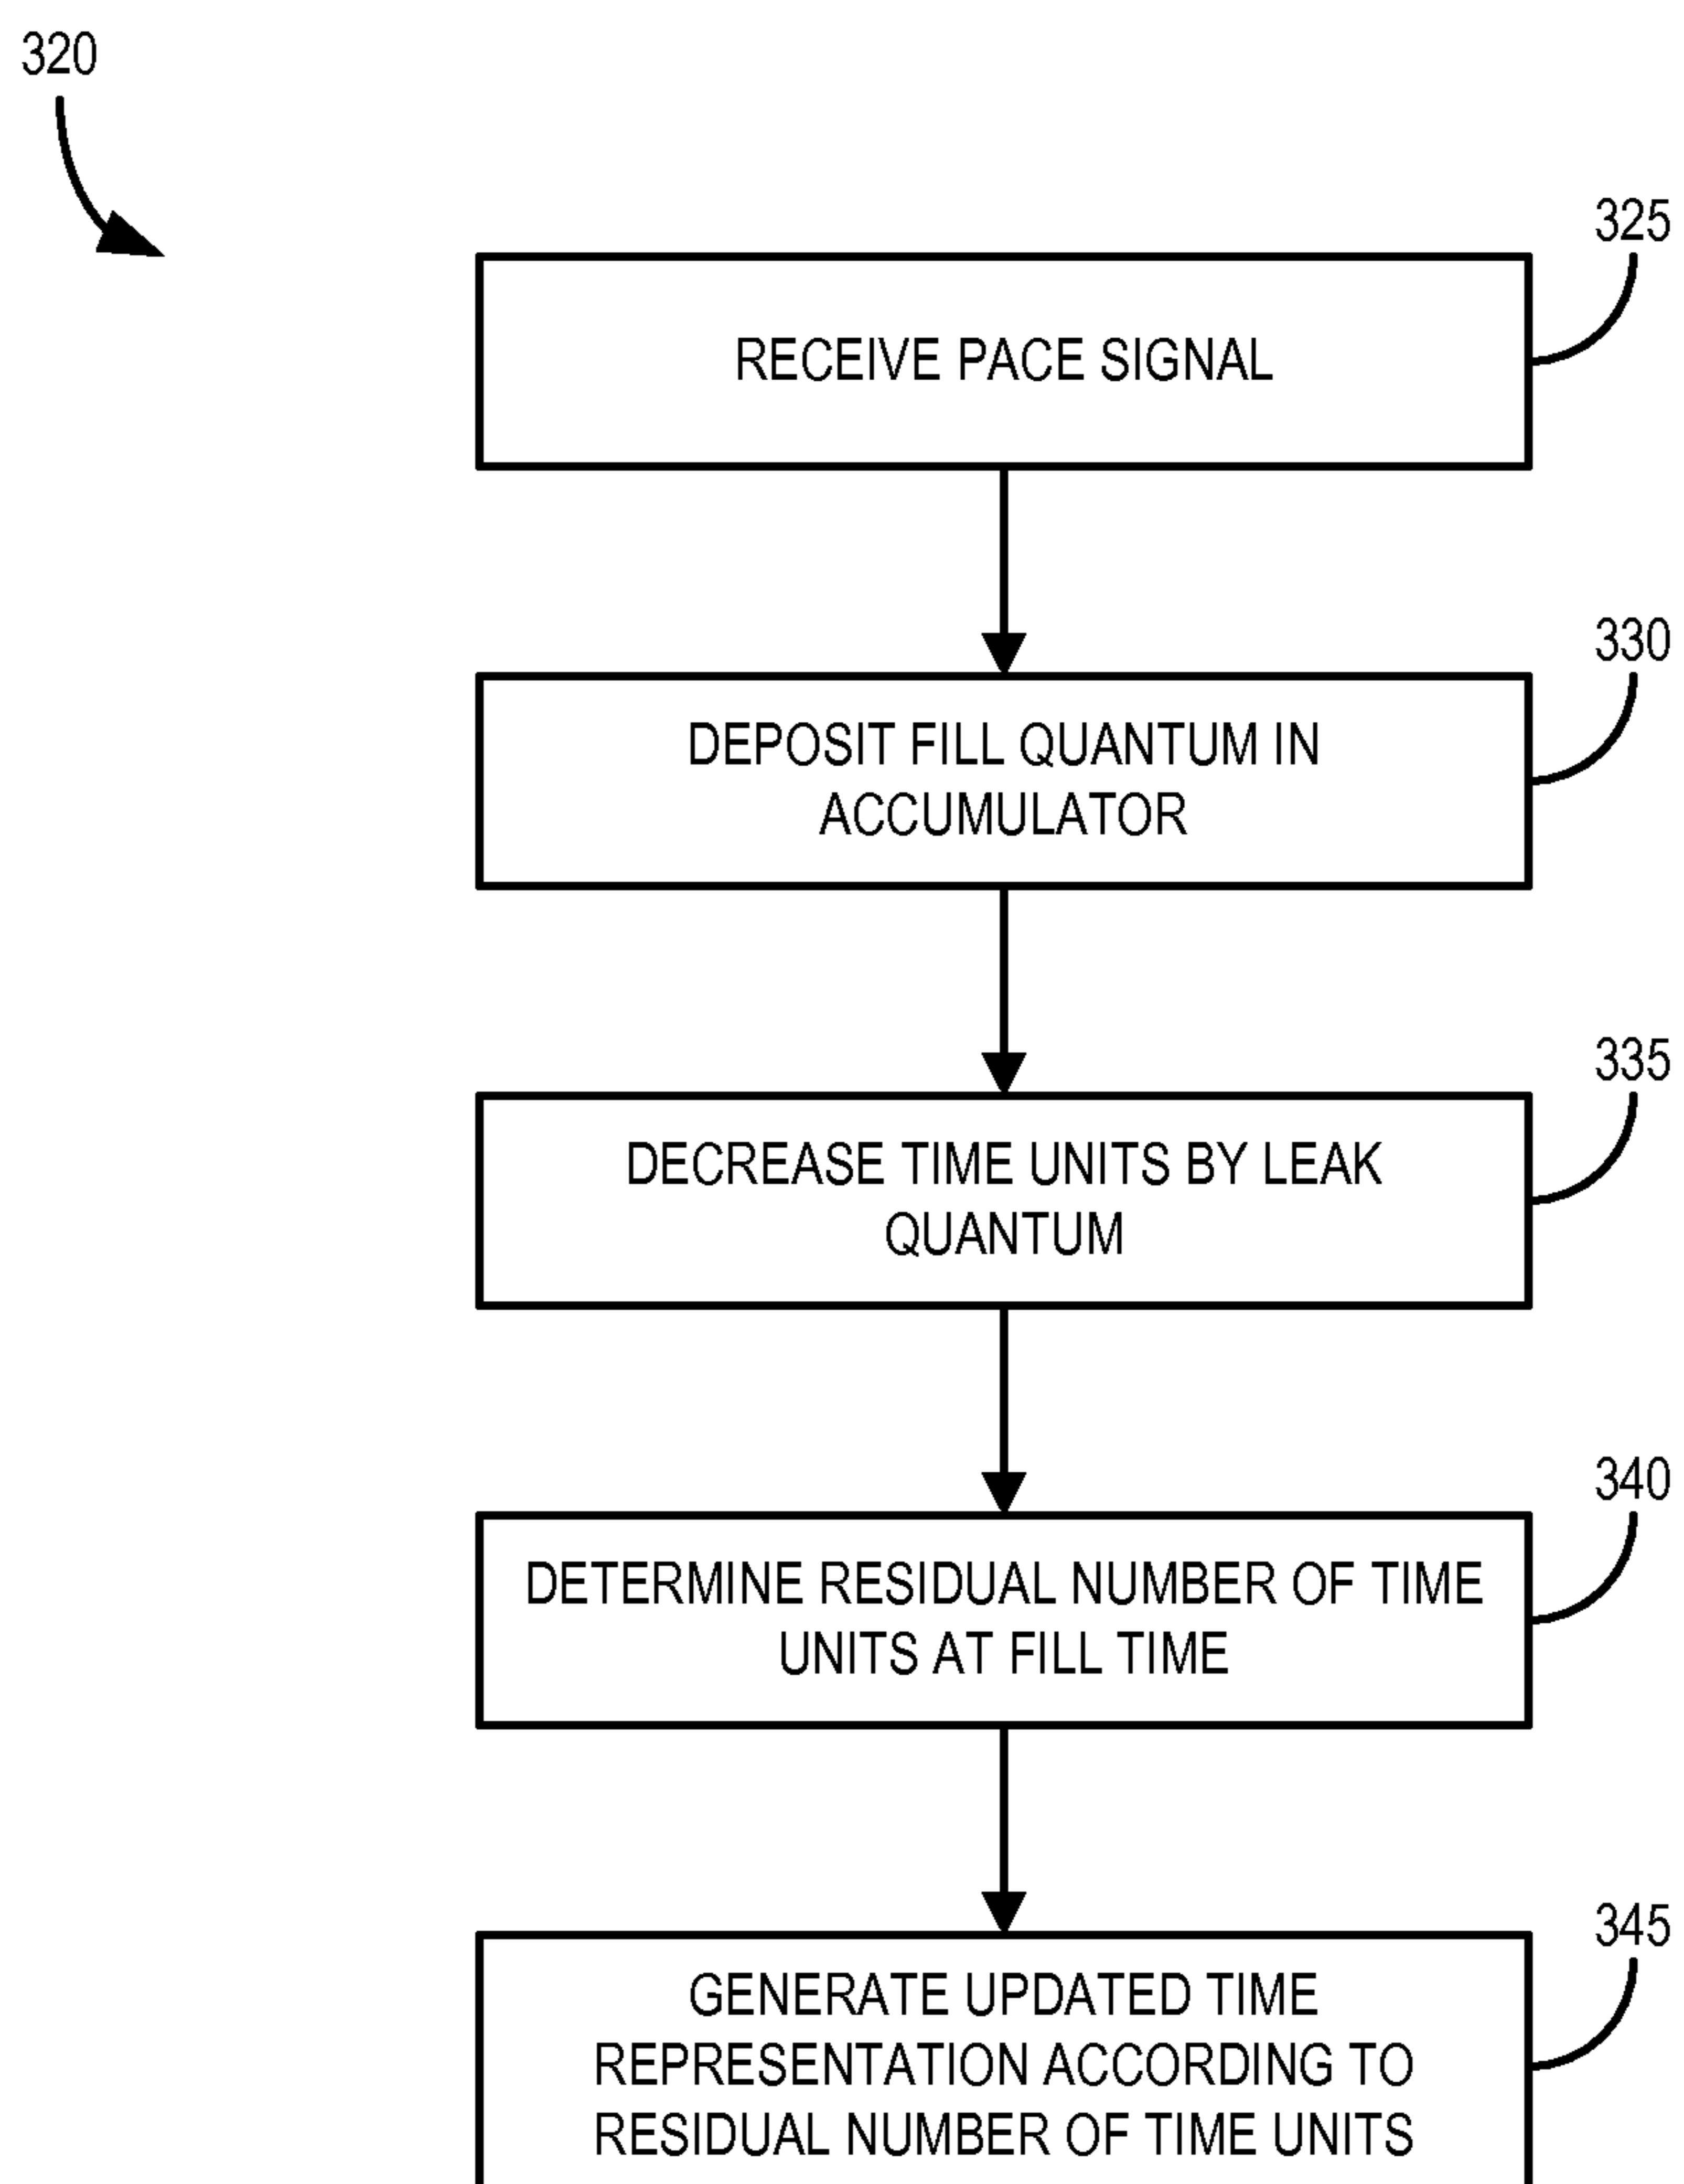 320
325
RECEIVE PACE SIGNAL
330
DEPOSIT FILL QUANTUM IN
ACCUMULATOR
335
DECREASE TIME UNITS BY LEAK
QUANTUM
340
DETERMINE RESIDUAL NUMBER OF TIME
UNITS AT FILL TIME
345
GENERATE UPDATED TIME
REPRESENTATION ACCORDING TO
RESIDUAL NUMBER OF TIME UNITS